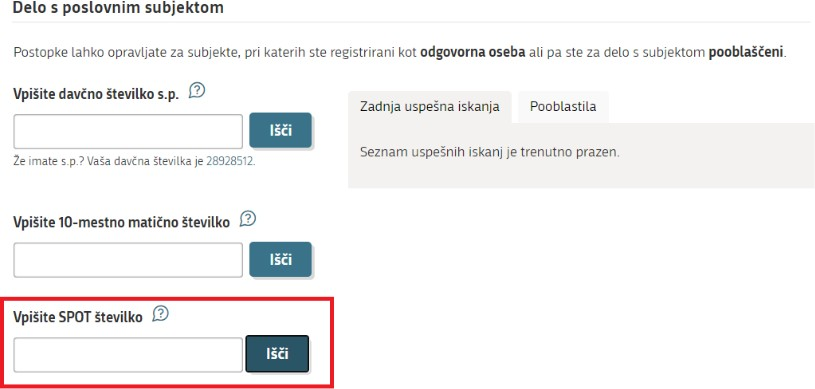 Delo s poslovnim subjektom
Postopke lahko opravljate za subjekte, pri katerih ste registrirani kot odgovorna oseba ali pa ste za delo s subjektom pooblaščeni.
Vpišite davčno številko s.p.
Išči
Že imate s.p.? Vaša davčna številka je 28928512.
Zadnja uspešna iskanja
Pooblastila
Seznam uspešnih iskanj je trenutno prazen.
Vpišite 10-mestno matično številko
Išči
Vpišite SPOT številko
Išči